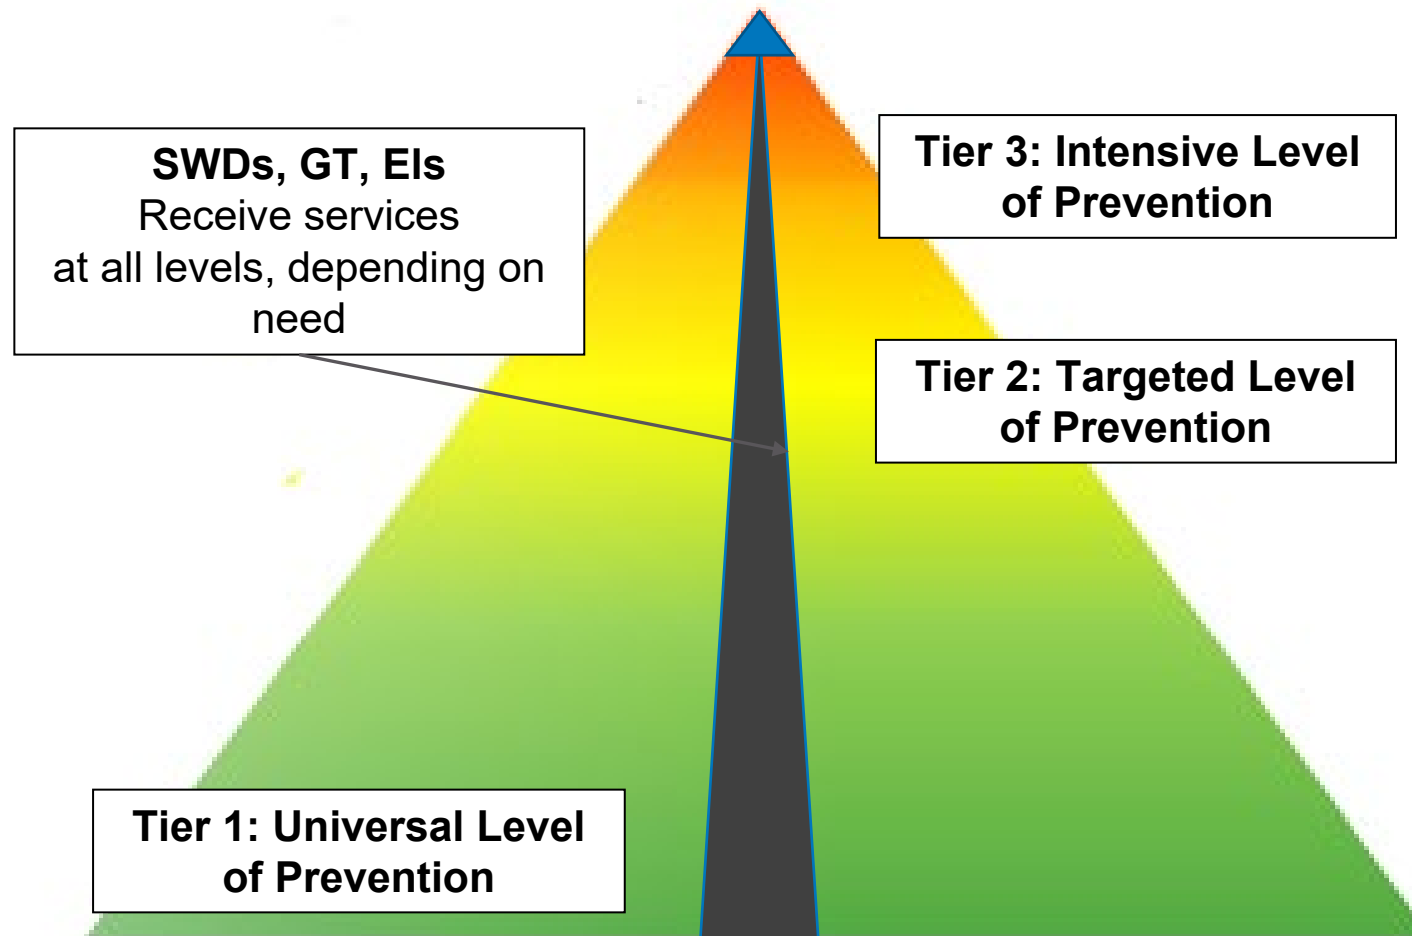 SWDs, GT, Els
Receive services
at all levels, depending on
need
Tier 3: Intensive Level
of Prevention
Tier 2: Targeted Level
of Prevention
Tier 1: Universal Level
of Prevention